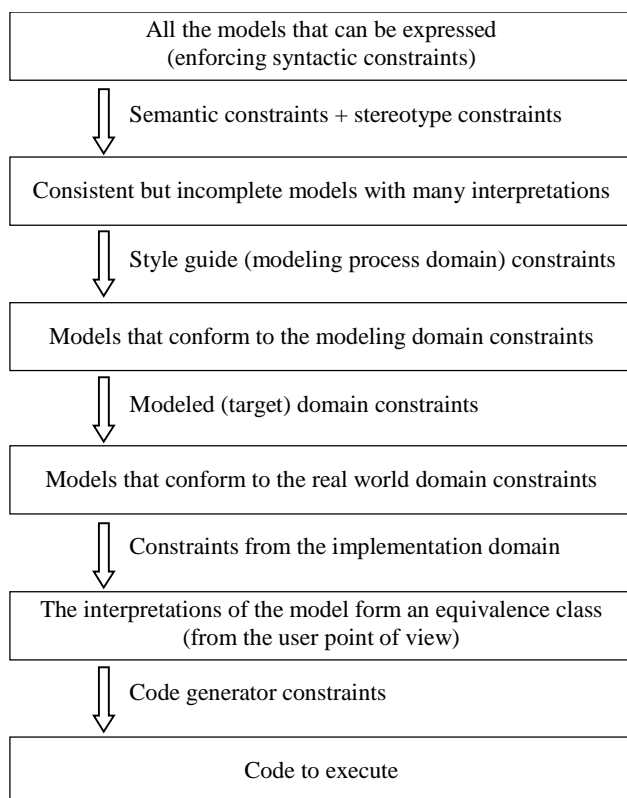 All the models that can be expressed
(enforcing syntactic constraints)
Semantic constraints + stereotype constraints
Consistent but incomplete models with many interpretations
Style guide (modeling process domain) constraints
Models that conform to the modeling domain constraints
Modeled (target) domain constraints
Models that conform to the real world domain constraints
Constraints from the implementation domain
The interpretations of the model form an equivalence class
(from the user point of view)
Code generator constraints
Code to execute